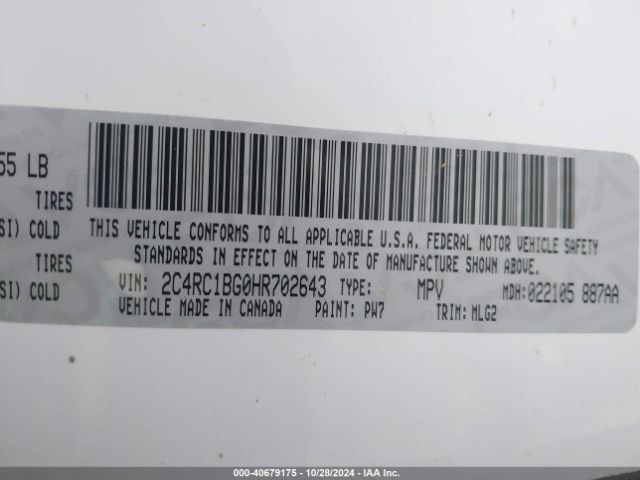 55 LB
TIRES
SI) COLD
TIRES
SI) COLD
THIS VEHICLE CONFORMS TO ALL APPLICABLE U.S.A. FEDERAL MOTOR VEHICLE SAFETY
STANDARDS IN EFFECT ON THE DATE OF MANUFACTURE SHOWN ABOVE.
VIN: 2C4RC1BG0HR702643 TYPE: MPV MDH:022105 887AA
VEHICLE MADE IN CANADA PAINT: PW7 TRIM: MLG2
000-40679175 - 10/28/2024 - IAA Inc.